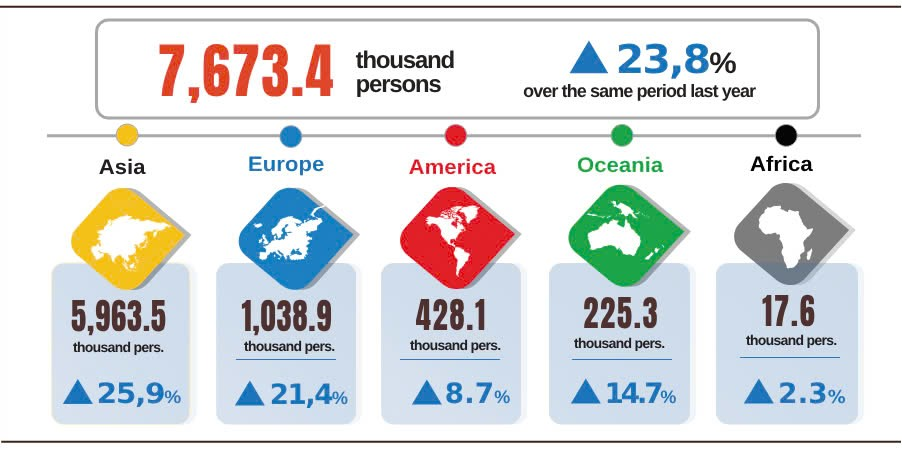 7,673.4 thousand persons
▲ 23,8%
over the same period last year
Asia
Europe
America
Oceania
Africa
5,963.5
thousand pers.
▲ 25,9%
1,038.9
thousand pers.
▲ 21,4%
428.1
thousand pers.
▲ 8.7%
225.3
thousand pers.
▲ 14.7%
17.6
thousand pers.
▲ 2.3%